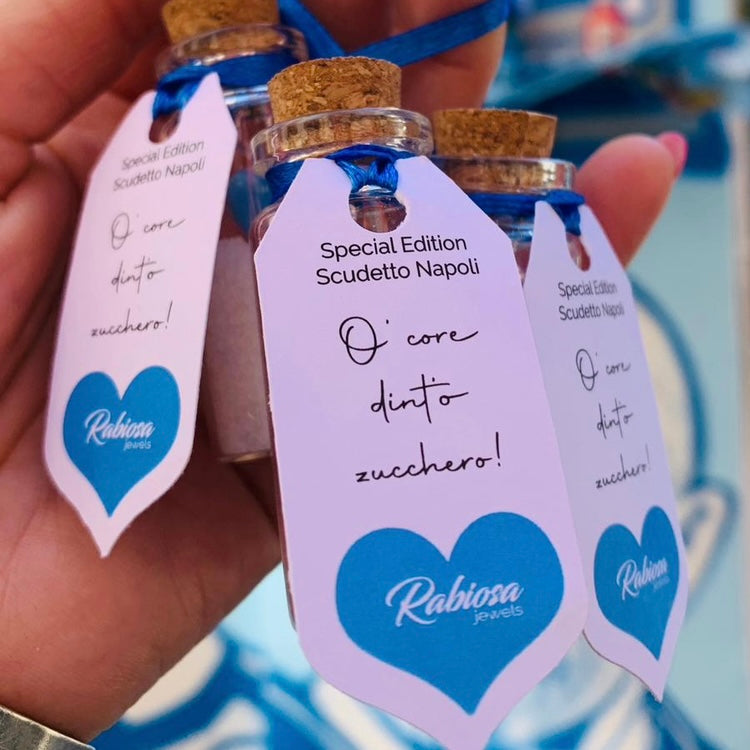 Special Edition
Scudetto Napoli
O' core
dint'o
zucchero!
Rabiosa
jewels
Special Edition
Scudetto Napoli
O' core
dint'o
zucchero!
Rabiosa
jewels
Special Edition
Scudetto Napoli
O' core
dint'o
zucchero!
Rabiosa